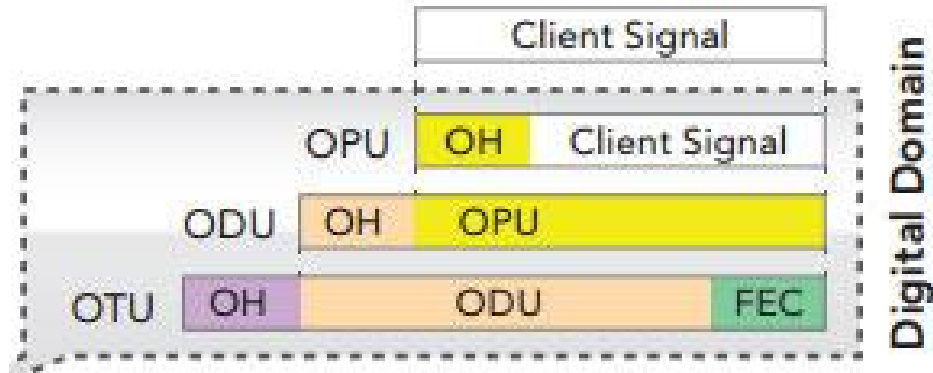 Client Signal
OPU OH Client Signal
ODU OH OPU
OTU OH ODU FEC
Digital Domain